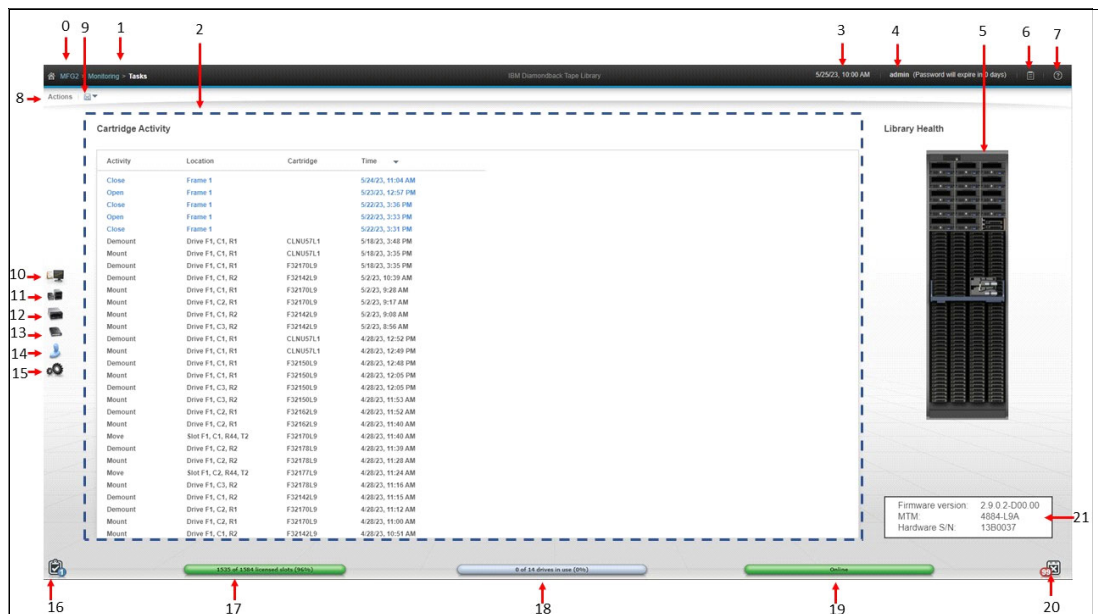 0 9 1 2 3 4 5 6 7
MFG2 > Monitoring > Tasks IBM Diamondback Tape Library 5/25/23, 10:00 AM admin (Password will expire in 0 days)
8 Actions
Cartridge Activity Library Health
Activity Location Cartridge Time
Close Frame 1 5/24/23, 11:04 AM
Open Frame 1 5/23/23, 12:57 PM
Close Frame 1 5/22/23, 3:36 PM
Open Frame 1 5/22/23, 3:33 PM
Close Frame 1 5/22/23, 3:31 PM
Demount Drive F1, C1, R1 CLNU57L1 5/18/23, 3:48 PM
Mount Drive F1, C1, R1 CLNU57L1 5/18/23, 3:35 PM
Demount Drive F1, C1, R1 F32170L9 5/18/23, 3:35 PM
10 Demount Drive F1, C1, R2 F32142L9 5/2/23, 10:39 AM
11 Mount Drive F1, C1, R1 F32170L9 5/2/23, 9:28 AM
Mount Drive F1, C2, R1 F32170L9 5/2/23, 9:17 AM
12 Mount Drive F1, C1, R2 F32142L9 5/2/23, 9:08 AM
Mount Drive F1, C3, R2 F32142L9 5/2/23, 8:56 AM
13 Demount Drive F1, C1, R1 CLNU57L1 4/28/23, 12:52 PM
14 Mount Drive F1, C1, R1 CLNU57L1 4/28/23, 12:49 PM
Demount Drive F1, C1, R1 F32150L9 4/28/23, 12:48 PM
15 Mount Drive F1, C1, R1 F32150L9 4/28/23, 12:05 PM
Demount Drive F1, C3, R2 F32150L9 4/28/23, 12:05 PM
Mount Drive F1, C3, R2 F32150L9 4/28/23, 11:53 AM
Demount Drive F1, C2, R1 F32162L9 4/28/23, 11:52 AM
Mount Drive F1, C2, R1 F32162L9 4/28/23, 11:40 AM
Move Slot F1, C1, R44, T2 F32170L9 4/28/23, 11:40 AM
Demount Drive F1, C2, R2 F32178L9 4/28/23, 11:39 AM
Mount Drive F1, C2, R2 F32178L9 4/28/23, 11:28 AM
Move Slot F1, C2, R44, T2 F32177L9 4/28/23, 11:24 AM
Mount Drive F1, C3, R2 F32178L9 4/28/23, 11:16 AM
Demount Drive F1, C1, R2 F32142L9 4/28/23, 11:15 AM
Demount Drive F1, C2, R1 F32170L9 4/28/23, 11:12 AM
Mount Drive F1, C2, R1 F32170L9 4/28/23, 11:00 AM
Mount Drive F1, C1, R2 F32142L9 4/28/23, 10:51 AM
Firmware version: 2.9.0.2-D00.00
MTM: 4884-L9A 21
Hardware S/N: 13B0037
1 1525 of 1584 licensed slots (96%) 0 of 14 drives in use (0%) Online 99
16 17 18 19 20